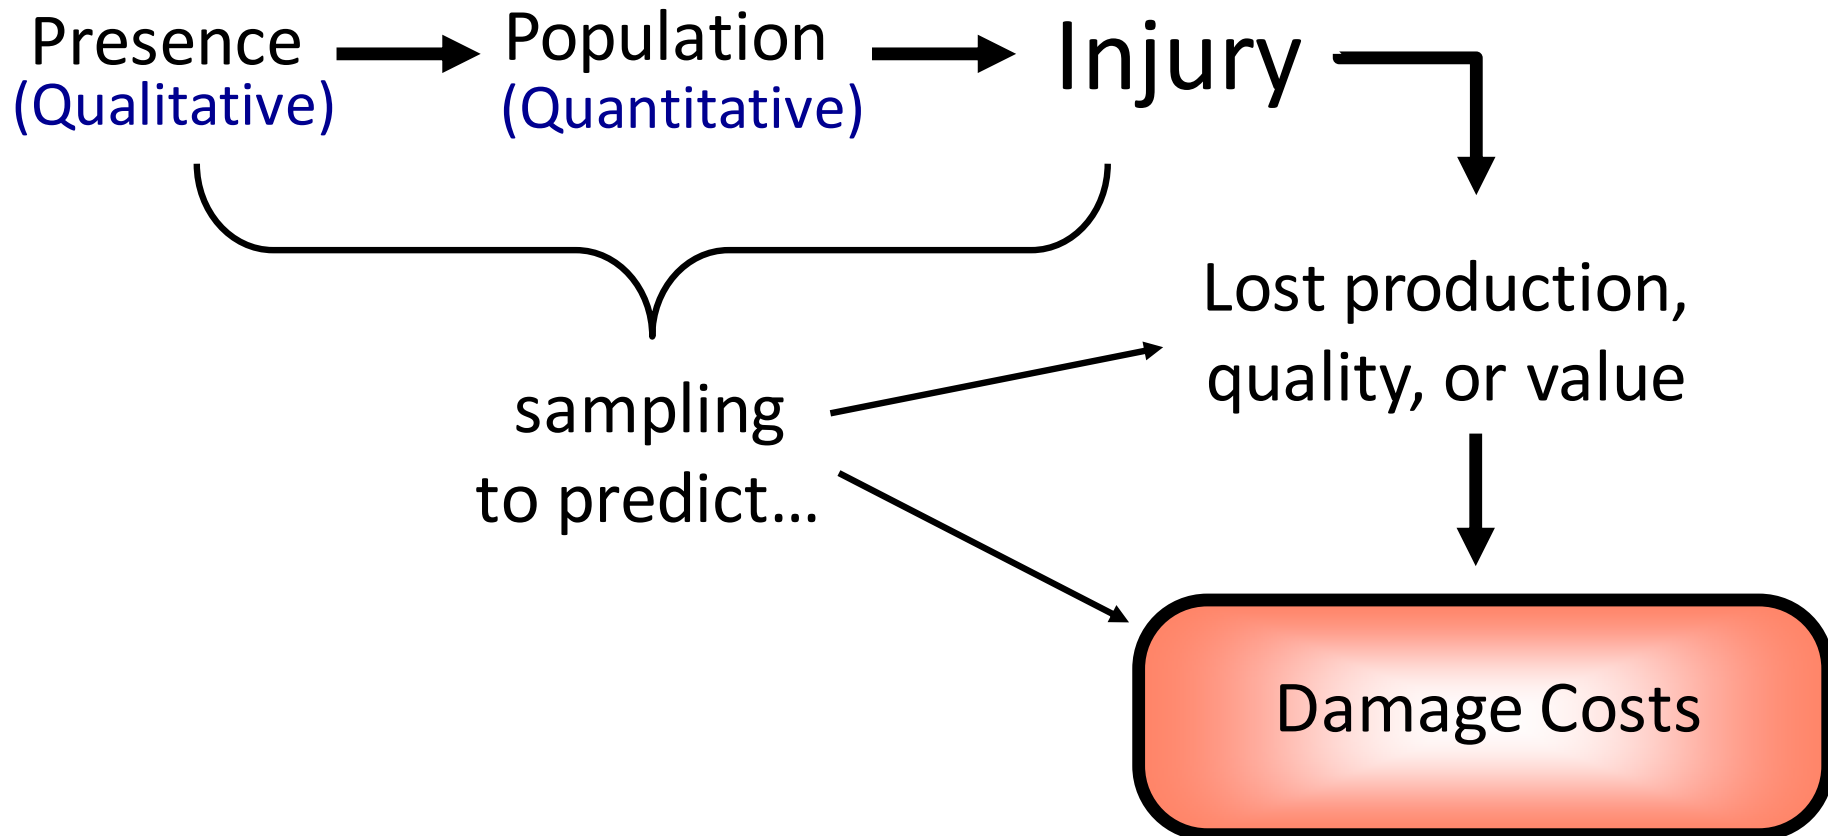 Presence
(Qualitative)
Population
(Quantitative)
Injury
Lost production,
quality, or value
sampling
to predict...
Damage Costs